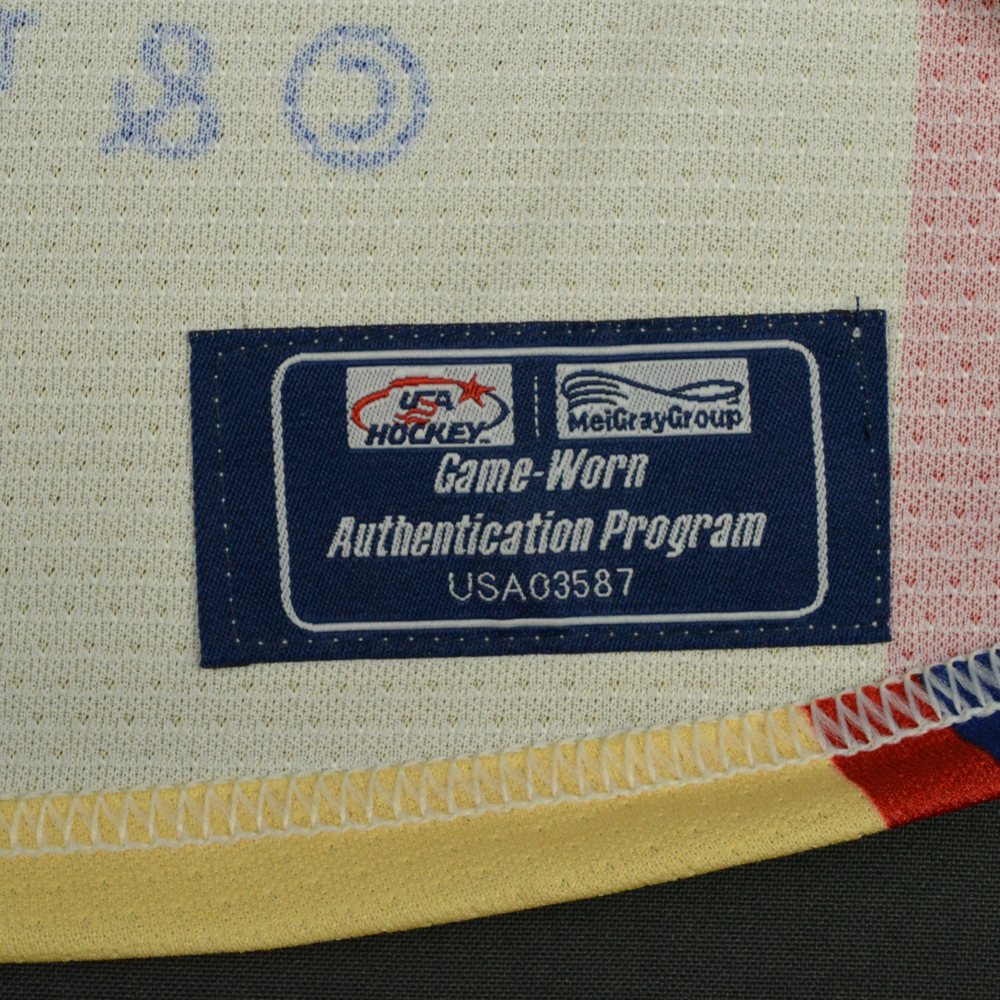 © &
USA
HOCKEY
MeiGrayGroup
Game-Worn
Authentication Program
USA03587